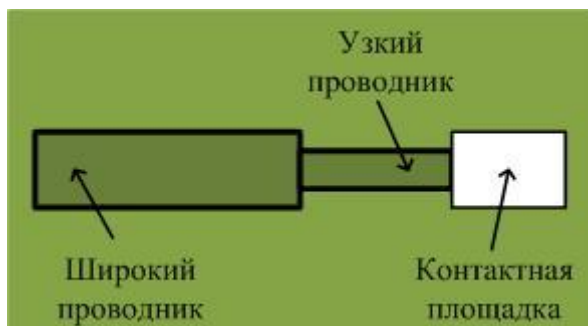 Узкий
проводник
Широкий
проводник
Контактная
площадка